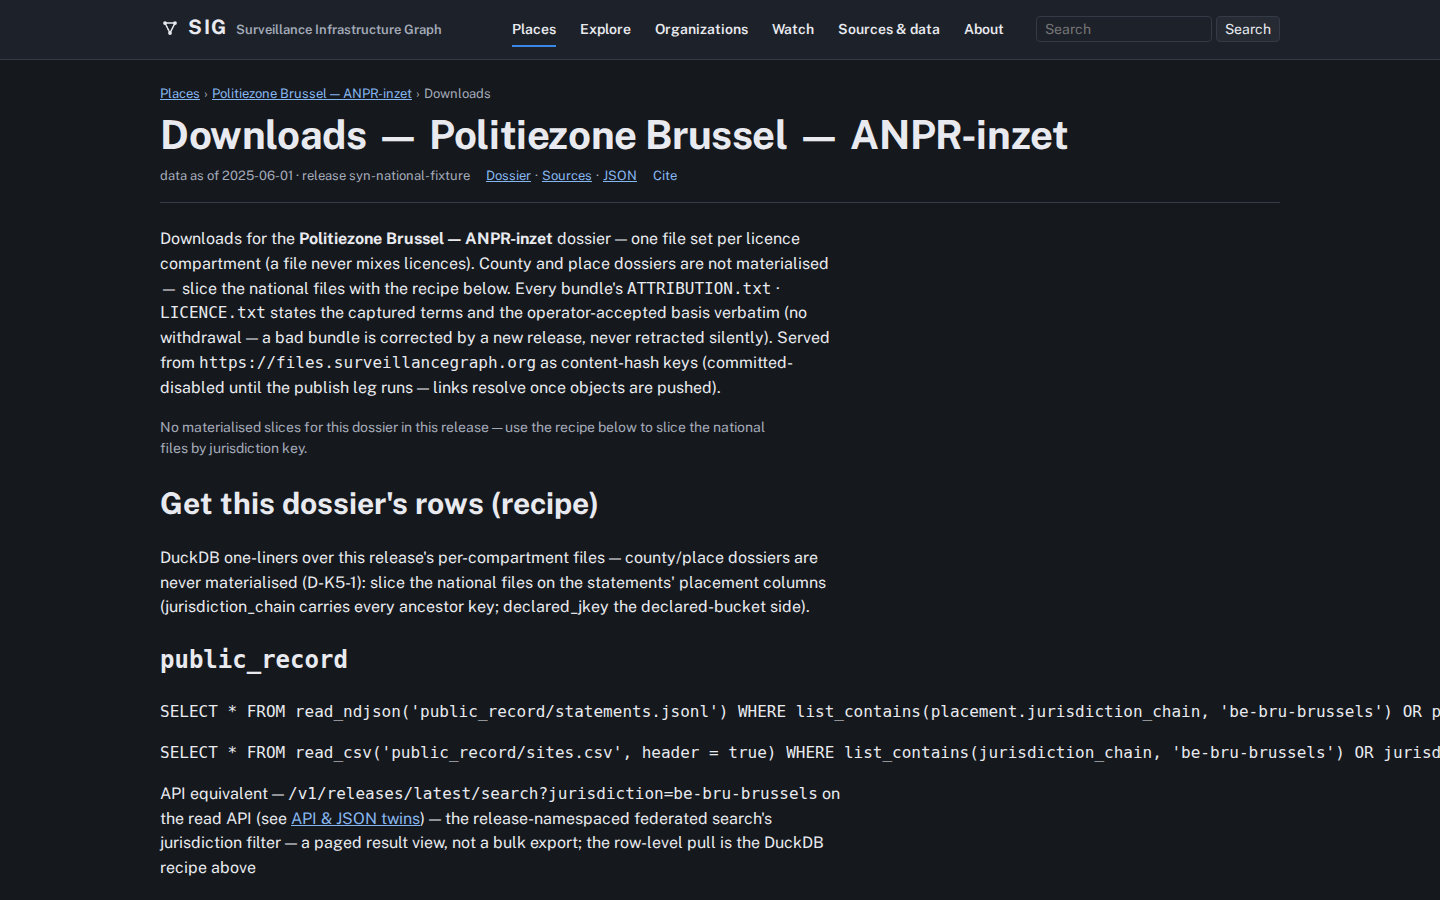 SIG Surveillance Infrastructure Graph Places Explore Organizations Watch Sources & data About Search Search
Places › Politiezone Brussel — ANPR-inzet › Downloads
Downloads — Politiezone Brussel — ANPR-inzet
data as of 2025-06-01 · release syn-national-fixture Dossier · Sources · JSON Cite
Downloads for the Politiezone Brussel — ANPR-inzet dossier — one file set per licence
compartment (a file never mixes licences). County and place dossiers are not materialised
— slice the national files with the recipe below. Every bundle's ATTRIBUTION.txt ·
LICENCE.txt states the captured terms and the operator-accepted basis verbatim (no
withdrawal — a bad bundle is corrected by a new release, never retracted silently). Served
from https://files.surveillancegraph.org as content-hash keys (committed-
disabled until the publish leg runs — links resolve once objects are pushed).
No materialised slices for this dossier in this release — use the recipe below to slice the national
files by jurisdiction key.
Get this dossier's rows (recipe)
DuckDB one-liners over this release's per-compartment files — county/place dossiers are
never materialised (D-K5-1): slice the national files on the statements' placement columns
(jurisdiction_chain carries every ancestor key; declared_jkey the declared-bucket side).
public_record
SELECT * FROM read_ndjson('public_record/statements.jsonl') WHERE list_contains(placement.jurisdiction_chain, 'be-bru-brussels') OR p
SELECT * FROM read_csv('public_record/sites.csv', header = true) WHERE list_contains(jurisdiction_chain, 'be-bru-brussels') OR jurisd
API equivalent — /v1/releases/latest/search?jurisdiction=be-bru-brussels on
the read API (see API & JSON twins) — the release-namespaced federated search's
jurisdiction filter — a paged result view, not a bulk export; the row-level pull is the DuckDB
recipe above